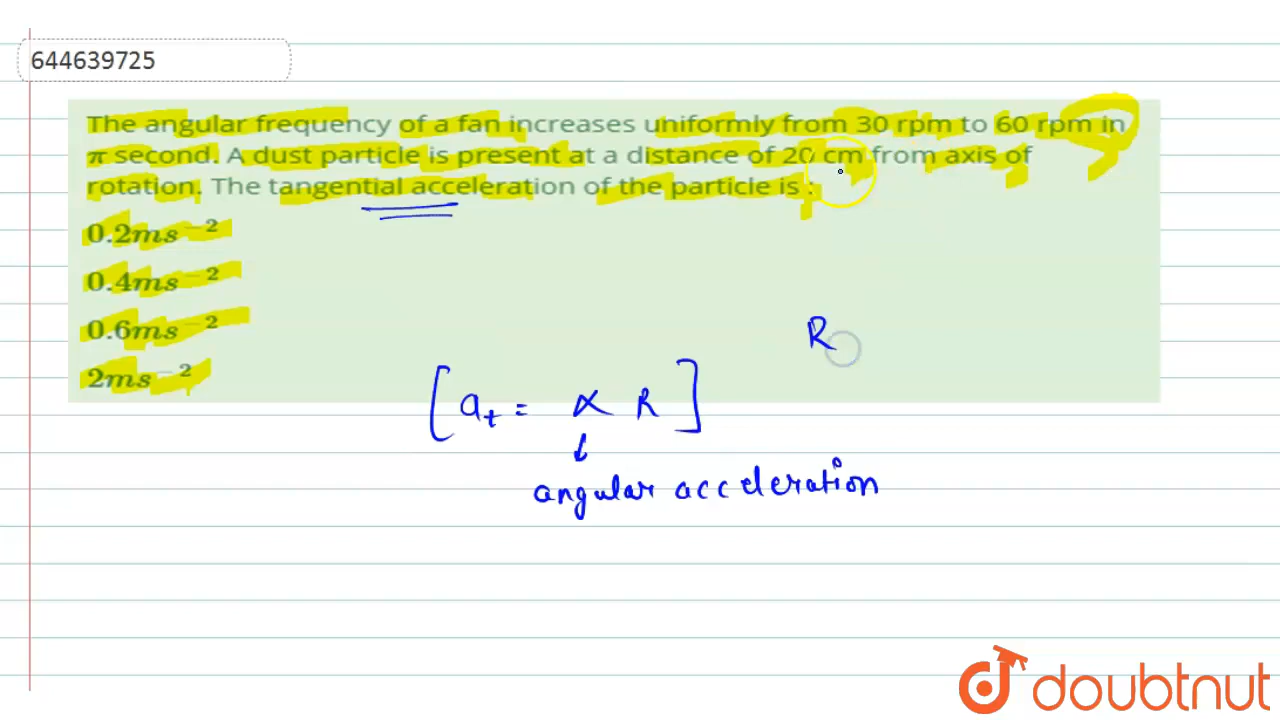 644639725
The angular frequency of a fan increases uniformly from 30 rpm to 60 rpm in
π second. A dust particle is present at a distance of 20 cm from axis of
rotation. The tangential acceleration of the particle is :
0.2ms⁻²
0.4ms⁻²
0.6ms⁻²
2ms⁻²
R
[aₜ = α R]
angular acceleration
doubtnut